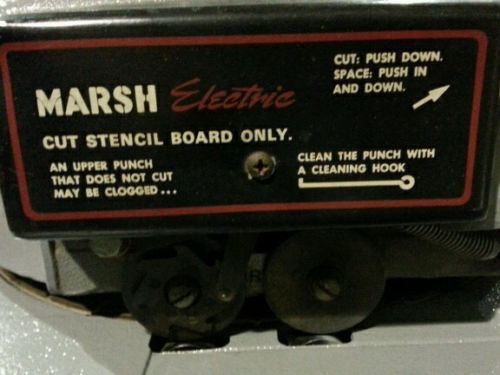 CUT: PUSH DOWN.
SPACE: PUSH IN
AND DOWN.
MARSH Electric
CUT STENCIL BOARD ONLY.
AN UPPER PUNCH
THAT DOES NOT CUT
MAY BE CLOGGED...
CLEAN THE PUNCH WITH
A CLEANING HOOK